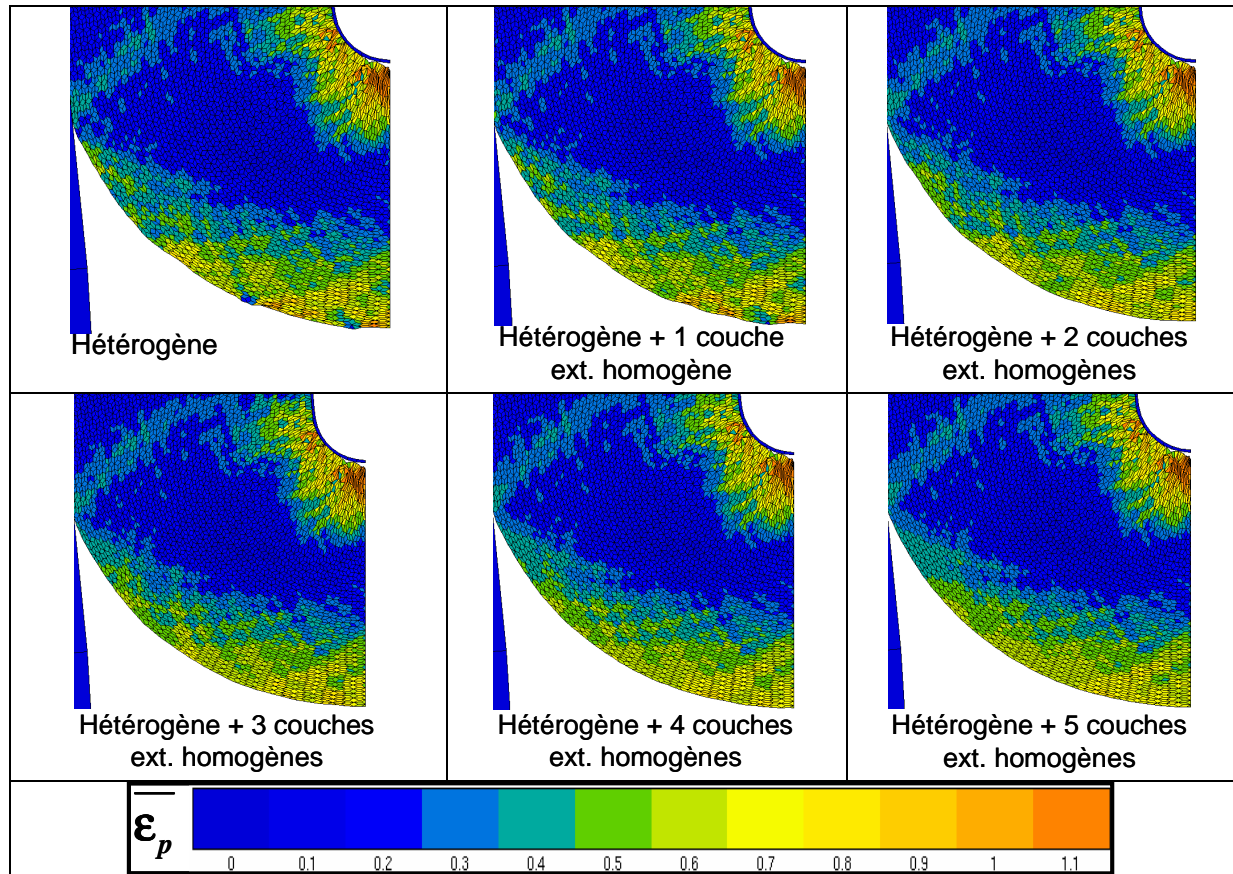 Hétérogène
Hétérogène + 1 couche
ext. homogène
Hétérogène + 2 couches
ext. homogènes
Hétérogène + 3 couches
ext. homogènes
Hétérogène + 4 couches
ext. homogènes
Hétérogène + 5 couches
ext. homogènes
ε̅p
0 0.1 0.2 0.3 0.4 0.5 0.6 0.7 0.8 0.9 1 1.1